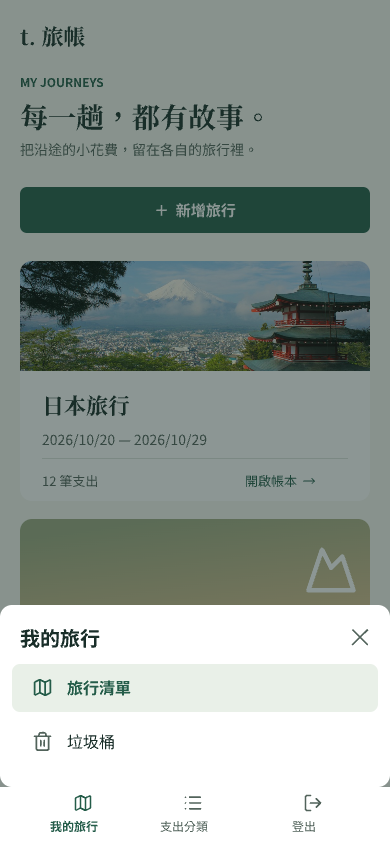 t. 旅帳
MY JOURNEYS
每一趟，都有故事。
把沿途的小花費，留在各自的旅行裡。
＋ 新增旅行
日本旅行
2026/10/20 — 2026/10/29
12 筆支出
開啟帳本 →
我的旅行
旅行清單
垃圾桶
我的旅行
支出分類
登出